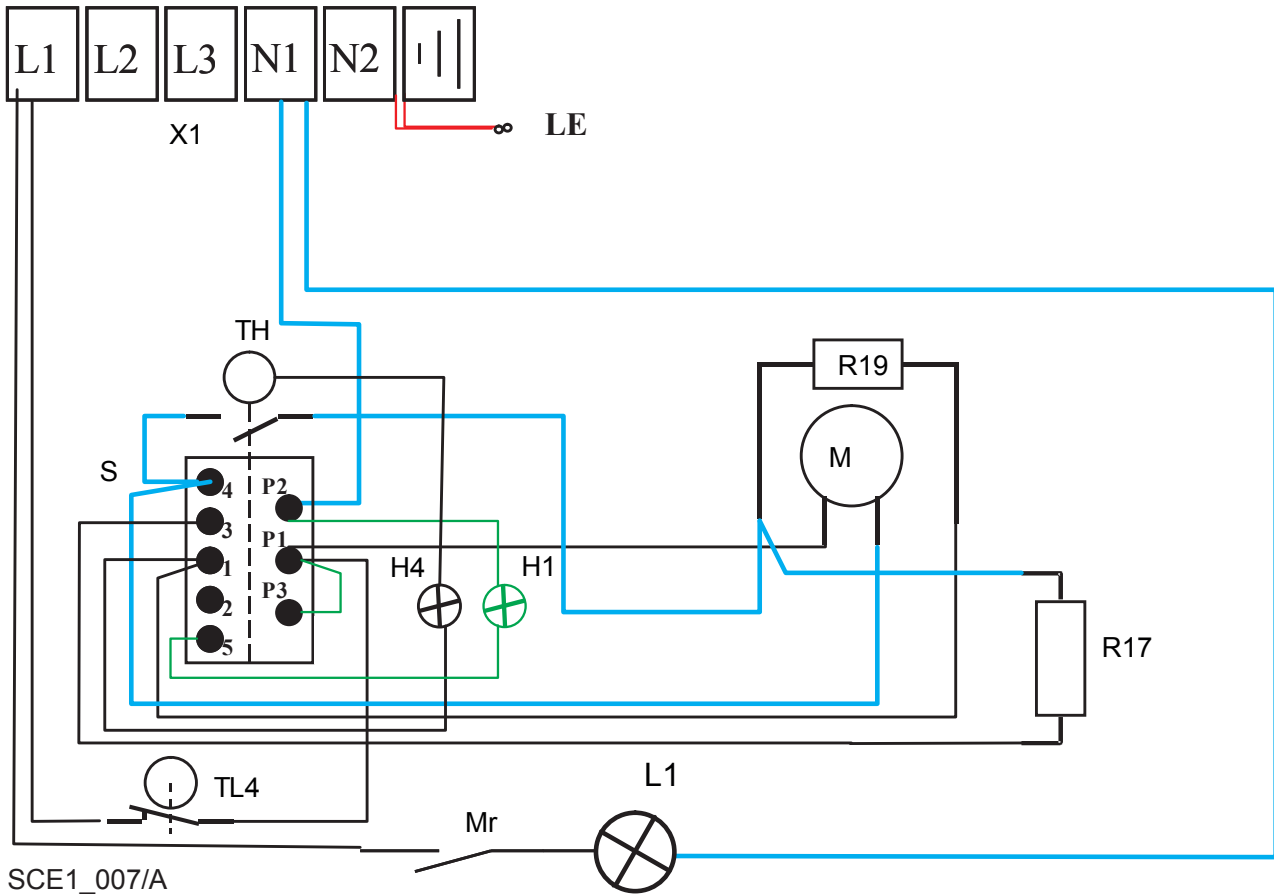 L1 L2 L3 N1 N2
X1
LE
TH
R19
M
S
4 P2
3
P1
1
H4 H1
P3
2
5
R17
L1
TL4
Mr
SCE1_007/A